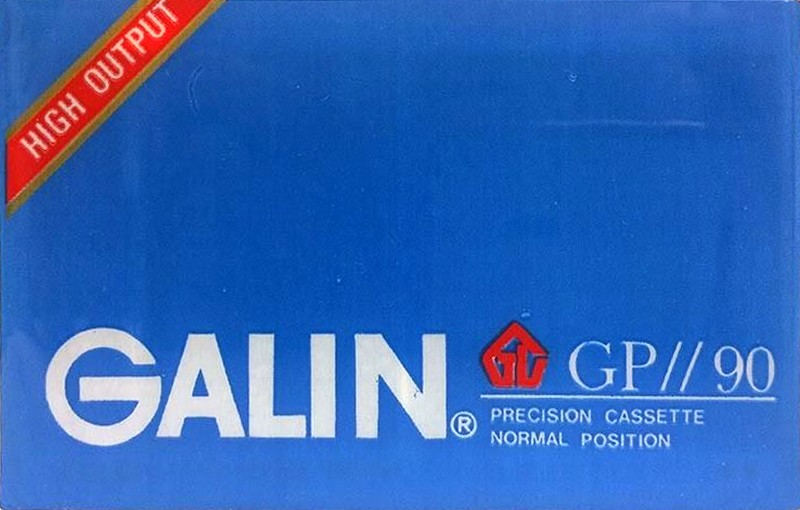 HIGH OUTPUT
GALIN®
GP// 90
PRECISION CASSETTE
NORMAL POSITION